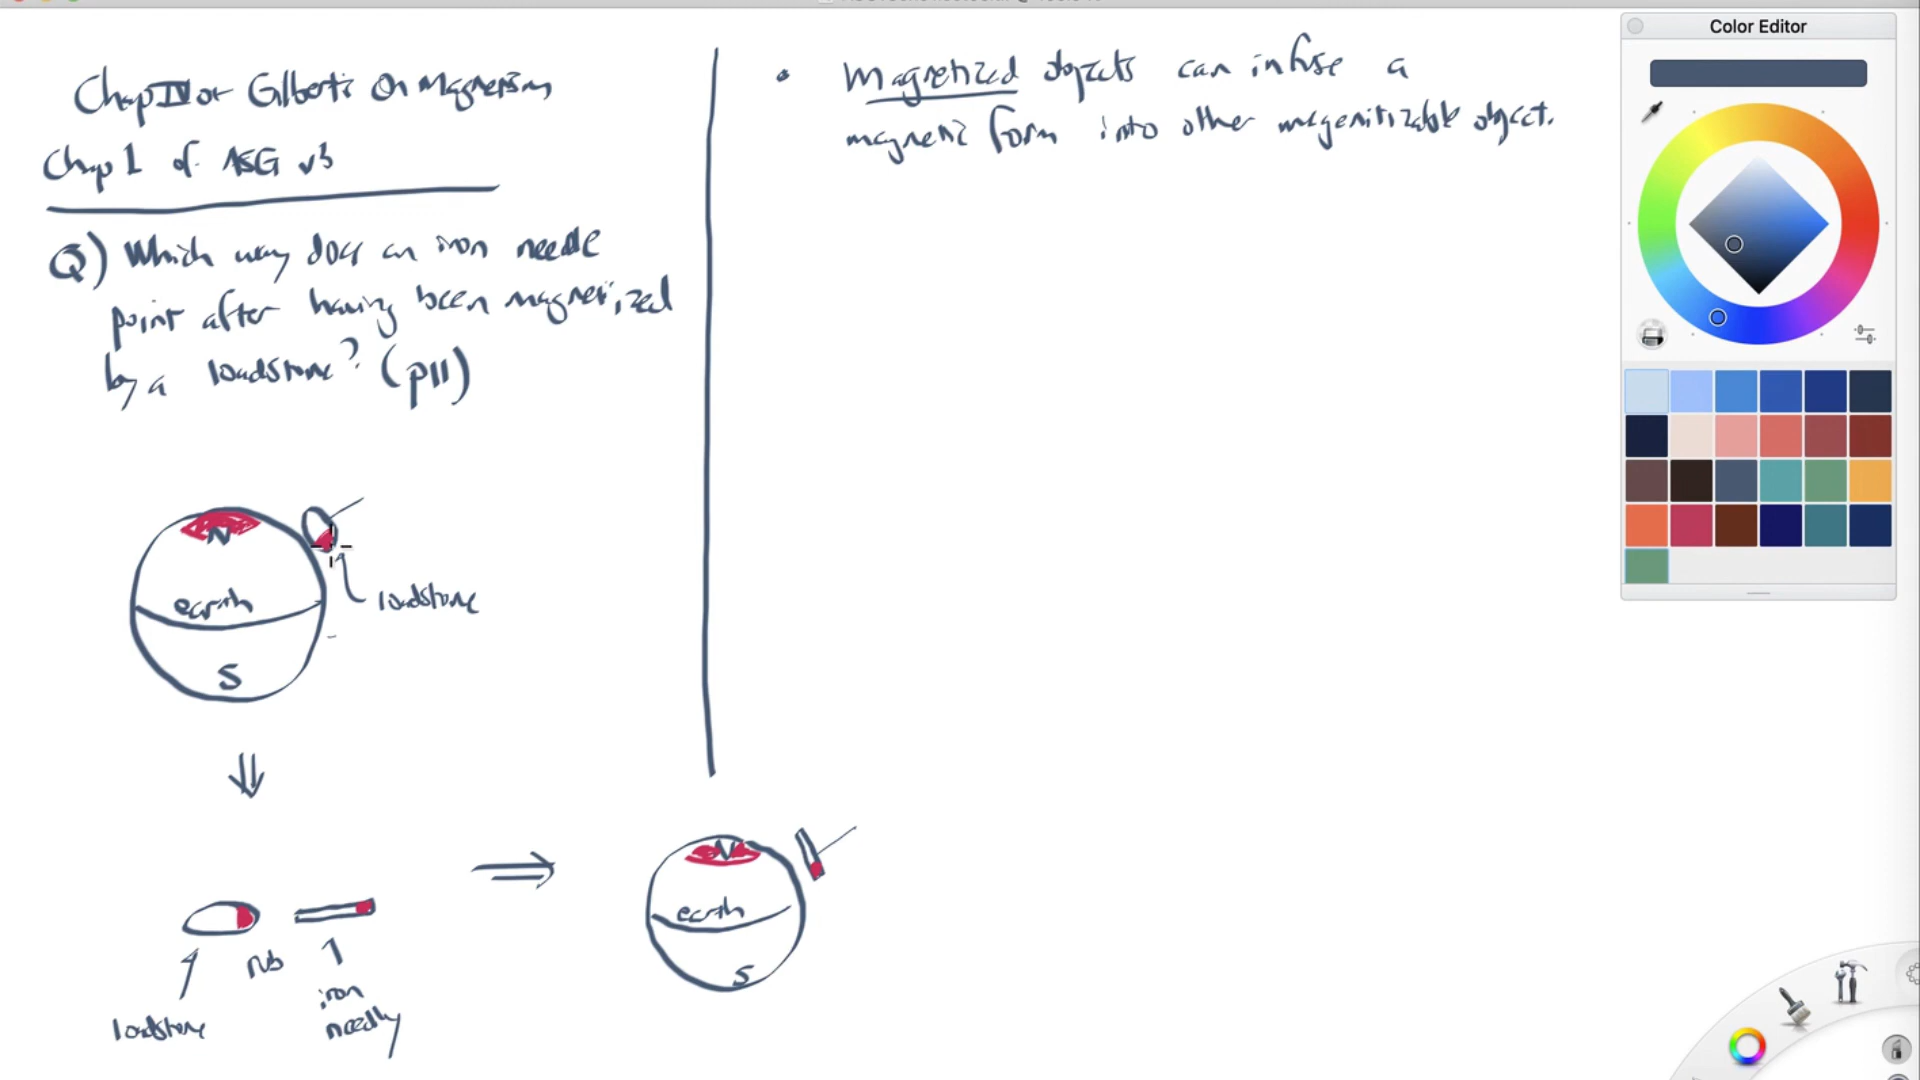 Color Editor
Chap IV of Gilbert's On Magnetism
Chap 1 of ASG v3
Q) Which way does an iron needle
point after having been magnetized
by a loadstone? (p11)
N
earth
S
loadstone
rub
loadstone
iron
needle
N
earth
S
• Magnetized objects can infuse a
magnetic form into other magenitizable object.